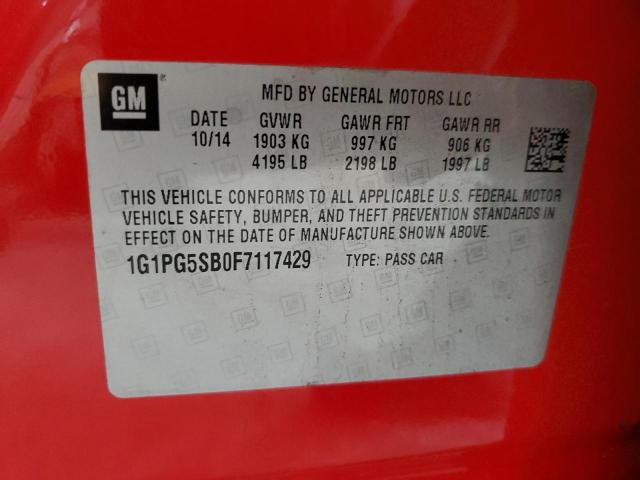 GM
MFD BY GENERAL MOTORS LLC
DATE GVWR GAWR FRT GAWR RR
10/14 1903 KG 997 KG 906 KG
4195 LB 2198 LB 1997 LB
THIS VEHICLE CONFORMS TO ALL APPLICABLE U.S. FEDERAL MOTOR
VEHICLE SAFETY, BUMPER, AND THEFT PREVENTION STANDARDS IN
EFFECT ON THE DATE OF MANUFACTURE SHOWN ABOVE.
1G1PG5SB0F7117429 TYPE: PASS CAR